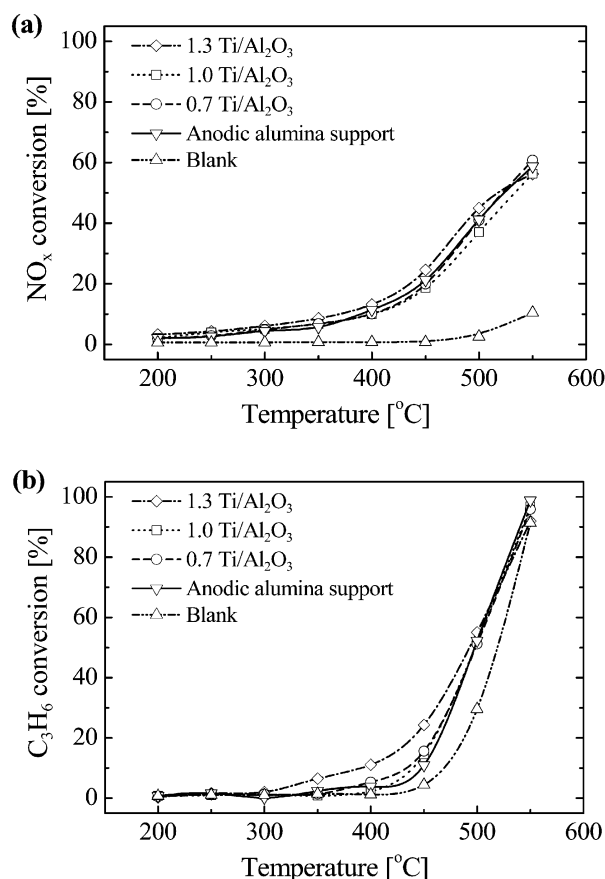 (a)
100
80
60
40
20
0
NOx conversion [%]
1.3 Ti/Al2O3
1.0 Ti/Al2O3
0.7 Ti/Al2O3
Anodic alumina support
Blank
200 300 400 500 600
Temperature [°C]
(b)
100
80
60
40
20
0
C3H6 conversion [%]
1.3 Ti/Al2O3
1.0 Ti/Al2O3
0.7 Ti/Al2O3
Anodic alumina support
Blank
200 300 400 500 600
Temperature [°C]